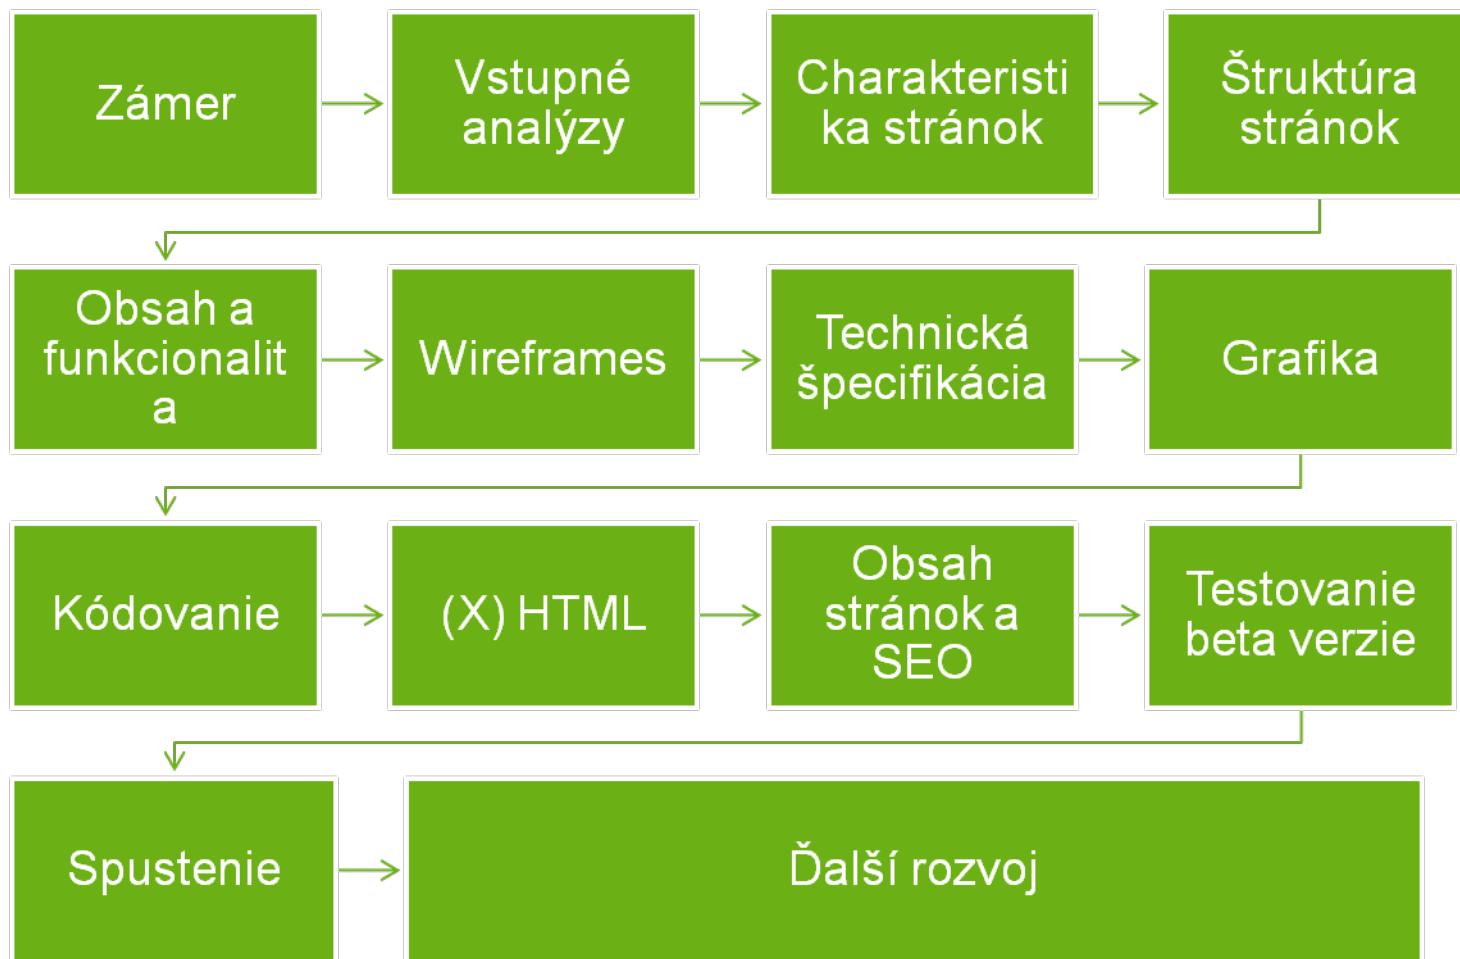 Zámer
Vstupné
analýzy
Charakteristi
ka stránok
Štruktúra
stránok
Obsah a
funkcionalit
a
Wireframes
Technická
špecifikácia
Grafika
Kódovanie
(X) HTML
Obsah
stránok a
SEO
Testovanie
beta verzie
Spustenie
Ďalší rozvoj